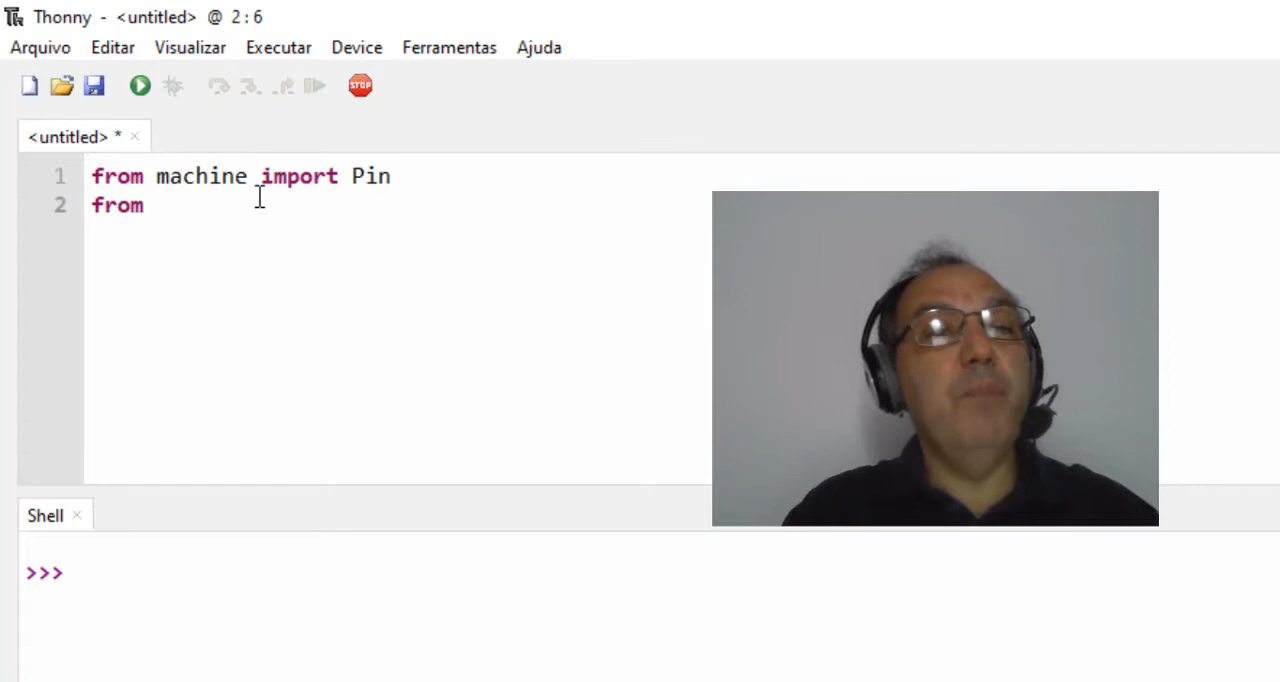 Thonny - <untitled> @ 2:6
Arquivo Editar Visualizar Executar Device Ferramentas Ajuda
STOP
<untitled> *
1 from machine import Pin
2 from
Shell
>>>